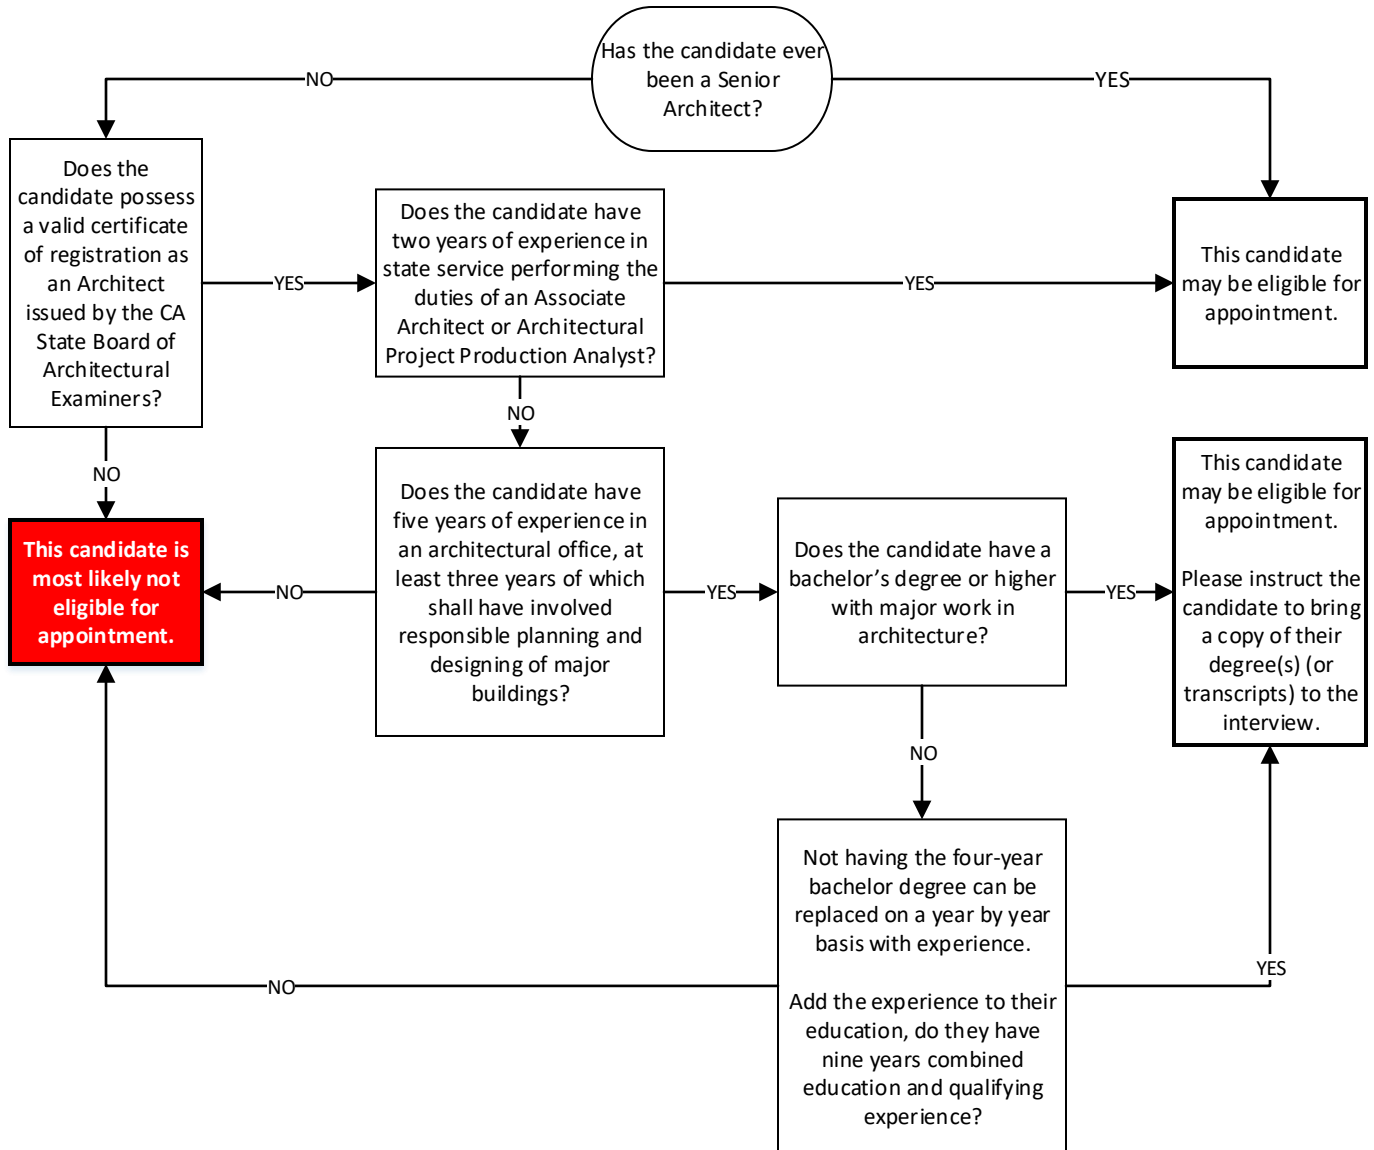 Has the candidate ever
been a Senior
Architect?
NO
YES
Does the
candidate possess
a valid certificate
of registration as
an Architect
issued by the CA
State Board of
Architectural
Examiners?
YES
Does the candidate have
two years of experience in
state service performing the
duties of an Associate
Architect or Architectural
Project Production Analyst?
YES
This candidate
may be eligible for
appointment.
NO
NO
This candidate is
most likely not
eligible for
appointment.
NO
Does the candidate have
five years of experience in
an architectural office, at
least three years of which
shall have involved
responsible planning and
designing of major
buildings?
YES
Does the candidate have a
bachelor’s degree or higher
with major work in
architecture?
YES
This candidate
may be eligible for
appointment.
Please instruct the
candidate to bring
a copy of their
degree(s) (or
transcripts) to the
interview.
NO
Not having the four-year
bachelor degree can be
replaced on a year by year
basis with experience.
Add the experience to their
education, do they have
nine years combined
education and qualifying
experience?
NO
YES